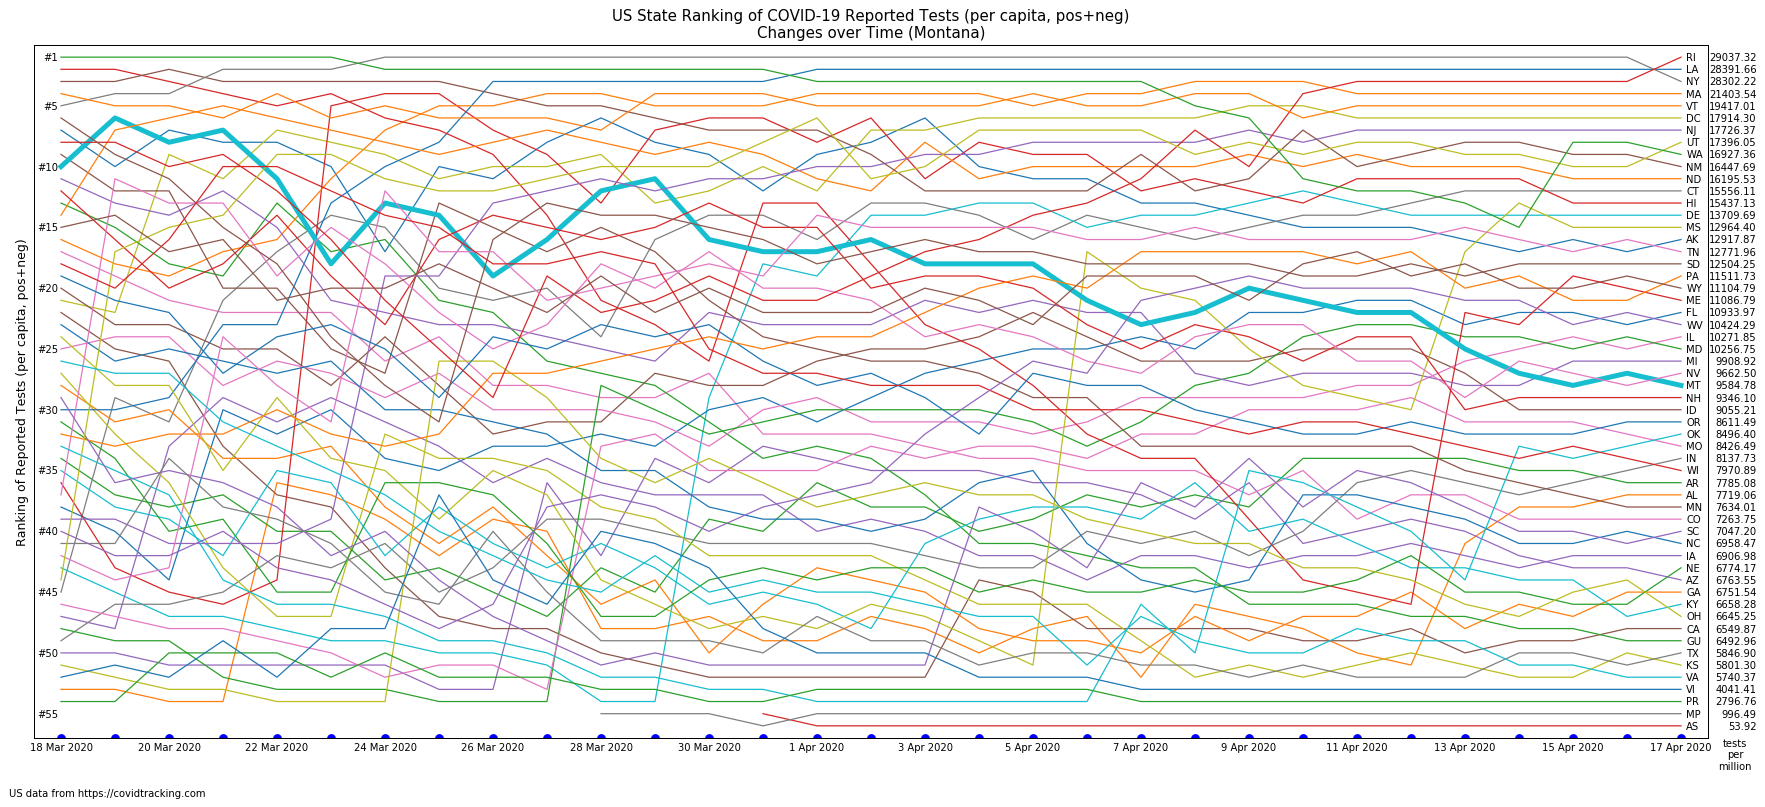 US State Ranking of COVID-19 Reported Tests (per capita, pos+neg)
Changes over Time (Montana)
Ranking of Reported Tests (per capita, pos+neg)
#1
#5
#10
#15
#20
#25
#30
#35
#40
#45
#50
#55
RI 29037.32
LA 28391.66
NY 28302.22
MA 21403.54
VT 19417.01
DC 17914.30
NJ 17726.37
UT 17396.05
WA 16927.36
NM 16447.69
ND 16195.53
CT 15556.11
HI 15437.13
DE 13709.69
MS 12964.40
AK 12917.87
TN 12771.96
SD 12504.25
PA 11511.73
WY 11104.79
ME 11086.79
FL 10933.97
WV 10424.29
IL 10271.85
MD 10256.75
MI 9908.92
NV 9662.50
MT 9584.78
NH 9346.10
ID 9055.21
OR 8611.49
OK 8496.40
MO 8426.49
IN 8137.73
WI 7970.89
AR 7785.08
AL 7719.06
MN 7634.01
CO 7263.75
SC 7047.20
NC 6958.47
IA 6906.98
NE 6774.17
AZ 6763.55
GA 6751.54
KY 6658.28
OH 6645.25
CA 6549.87
GU 6492.96
TX 5846.90
KS 5801.30
VA 5740.37
VI 4041.41
PR 2796.76
MP 996.49
AS 53.92
18 Mar 2020 20 Mar 2020 22 Mar 2020 24 Mar 2020 26 Mar 2020 28 Mar 2020 30 Mar 2020 1 Apr 2020 3 Apr 2020 5 Apr 2020 7 Apr 2020 9 Apr 2020 11 Apr 2020 13 Apr 2020 15 Apr 2020 17 Apr 2020
tests
per
million
US data from https://covidtracking.com